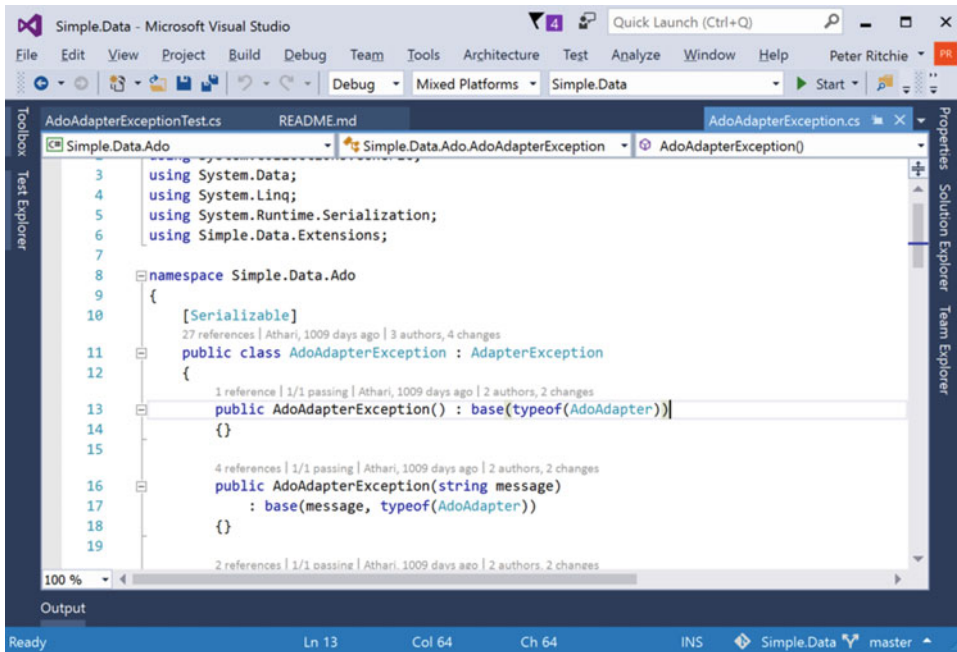 Simple.Data - Microsoft Visual Studio 4 Quick Launch (Ctrl+Q)
File Edit View Project Build Debug Team Tools Architecture Test Analyze Window Help Peter Ritchie PR
Debug Mixed Platforms Simple.Data Start
AdoAdapterExceptionTest.cs README.md AdoAdapterException.cs
Simple.Data.Ado Simple.Data.Ado.AdoAdapterException AdoAdapterException()
3 using System.Data;
4 using System.Linq;
5 using System.Runtime.Serialization;
6 using Simple.Data.Extensions;
7
8 namespace Simple.Data.Ado
9 {
10 [Serializable]
27 references | Athari, 1009 days ago | 3 authors, 4 changes
11 public class AdoAdapterException : AdapterException
12 {
1 reference | 1/1 passing | Athari, 1009 days ago | 2 authors, 2 changes
13 public AdoAdapterException() : base(typeof(AdoAdapter))
14 {}
15
4 references | 1/1 passing | Athari, 1009 days ago | 2 authors, 2 changes
16 public AdoAdapterException(string message)
17 : base(message, typeof(AdoAdapter))
18 {}
19
2 references | 1/1 passing | Athari, 1009 days ago | 2 authors, 2 changes
100 %
Output
Ready Ln 13 Col 64 Ch 64 INS Simple.Data master
Toolbox
Test Explorer
Properties
Solution Explorer
Team Explorer